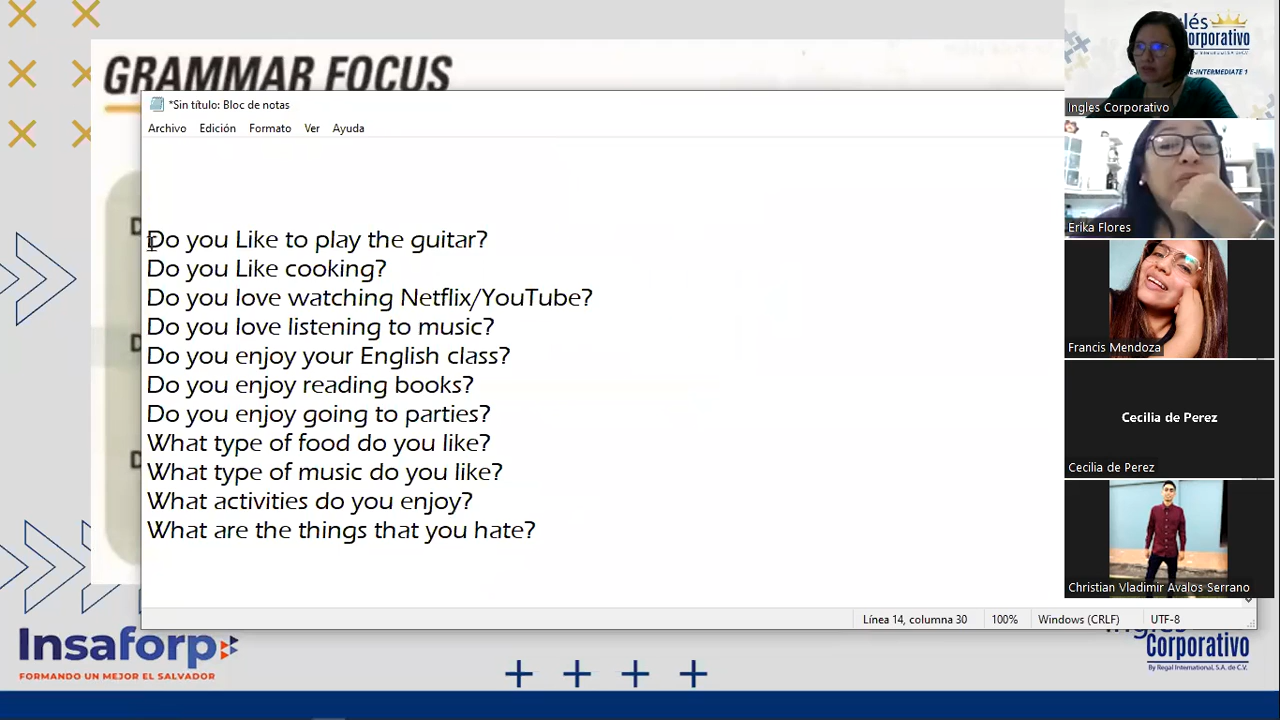 GRAMMAR FOCUS
*Sin título: Bloc de notas
Archivo Edición Formato Ver Ayuda
Do you Like to play the guitar?
Do you Like cooking?
Do you love watching Netflix/YouTube?
Do you love listening to music?
Do you enjoy your English class?
Do you enjoy reading books?
Do you enjoy going to parties?
What type of food do you like?
What type of music do you like?
What activities do you enjoy?
What are the things that you hate?
Línea 14, columna 30 100% Windows (CRLF) UTF-8
Insaforp
FORMANDO UN MEJOR EL SALVADOR
Corporativo
By Regal International, S.A. de C.V.
Ingles Corporativo
Erika Flores
Francis Mendoza
Cecilia de Perez
Cecilia de Perez
Christian Vladimir Avalos Serrano